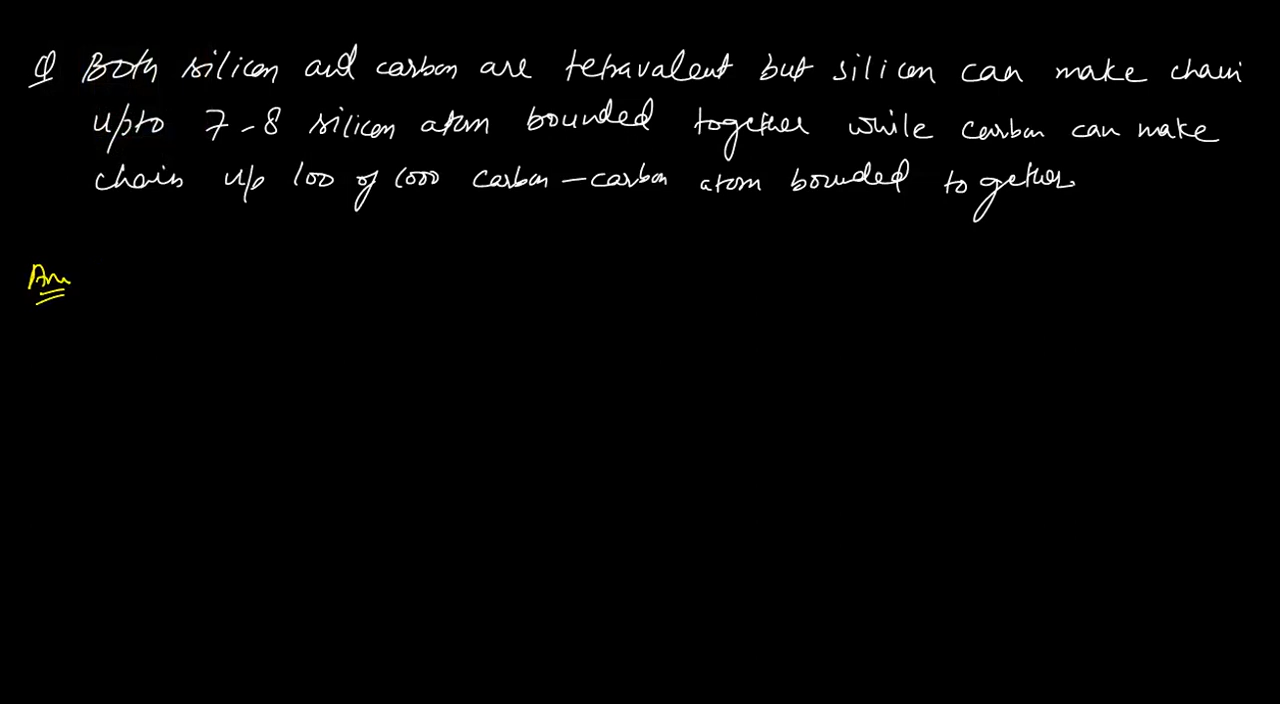 Q Both silicon and carbon are tetravalent but silicon can make chain
upto 7-8 silicon atom bounded together while carbon can make
chain up 100 of 1000 carbon-carbon atom bounded together
Ans